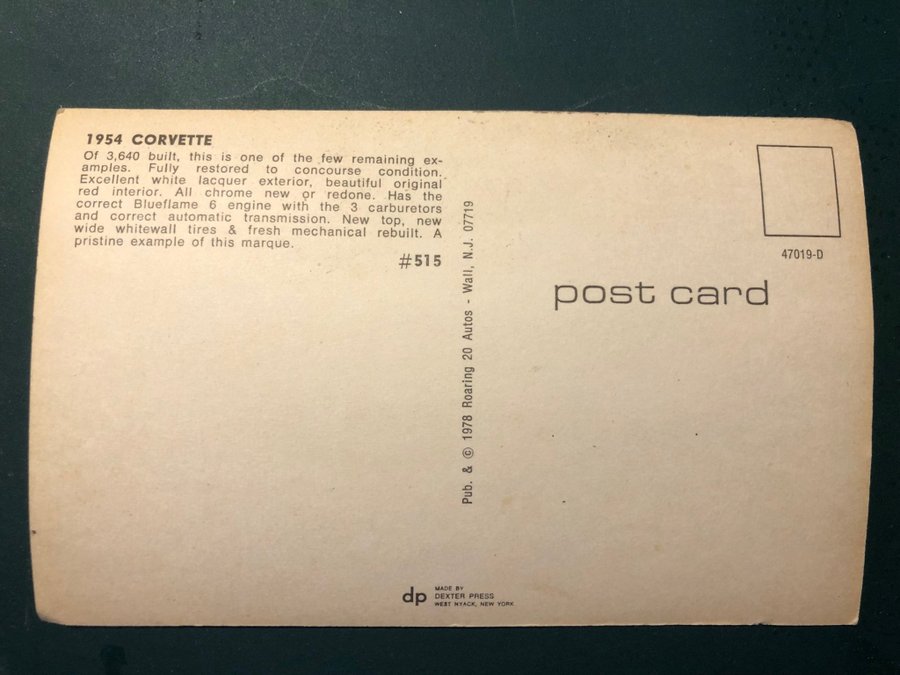 1954 CORVETTE
Of 3,640 built, this is one of the few remaining ex-
amples. Fully restored to concourse condition.
Excellent white lacquer exterior, beautiful original
red interior. All chrome new or redone. Has the
correct Blueflame 6 engine with the 3 carburetors
and correct automatic transmission. New top, new
wide whitewall tires & fresh mechanical rebuilt. A
pristine example of this marque.
#515
Pub. & © 1978 Roaring 20 Autos - Wall, N.J. 07719
47019-D
post card
dp
MADE BY
DEXTER PRESS
WEST NYACK, NEW YORK